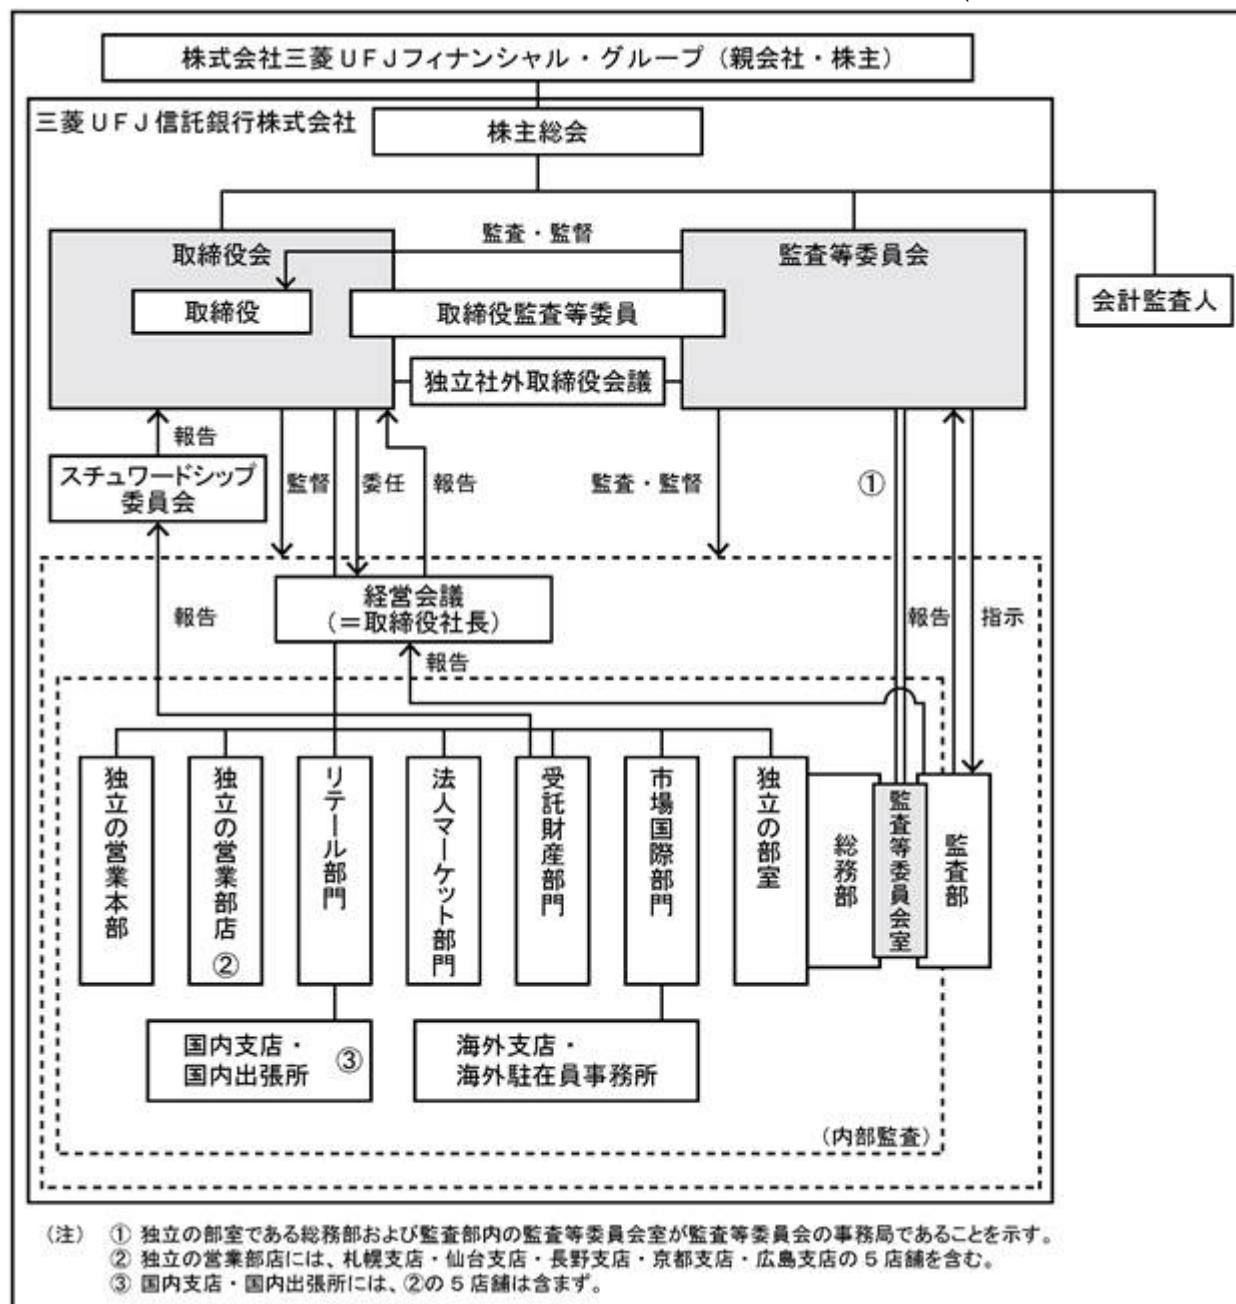 株式会社三菱UFJフィナンシャル・グループ（親会社・株主）
三菱UFJ信託銀行株式会社
株主総会
取締役会
監査・監督
監査等委員会
取締役
取締役監査等委員
会計監査人
独立社外取締役会議
報告
スチュワードシップ
委員会
監督
委任
報告
監査・監督
①
経営会議
（＝取締役社長）
報告
報告
指示
報告
独立の営業本部
独立の営業部店
②
リテール部門
法人マーケット部門
受託財産部門
市場国際部門
独立の部室
総務部
監査等委員会室
監査部
国内支店・
国内出張所
③
海外支店・
海外駐在員事務所
（内部監査）
（注） ① 独立の部室である総務部および監査部内の監査等委員会室が監査等委員会の事務局であることを示す。
② 独立の営業部店には、札幌支店・仙台支店・長野支店・京都支店・広島支店の5店舗を含む。
③ 国内支店・国内出張所には、②の5店舗は含まず。